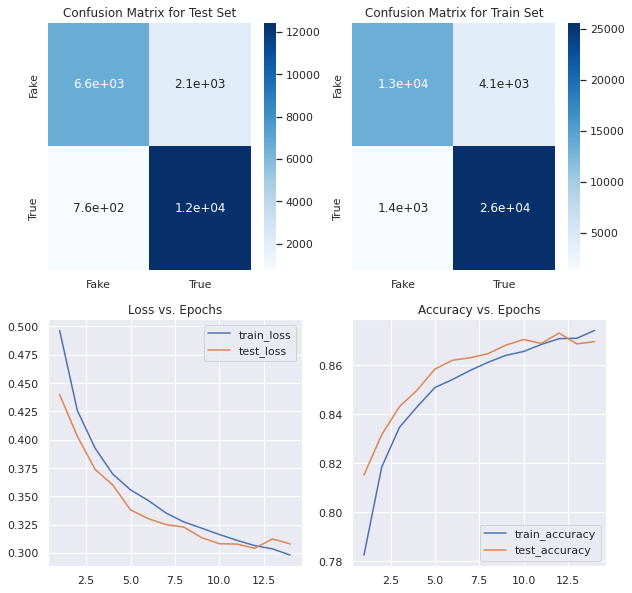 Confusion Matrix for Test Set
Fake
True
6.6e+03
2.1e+03
7.6e+02
1.2e+04
Fake
True
12000
10000
8000
6000
4000
2000
Confusion Matrix for Train Set
Fake
True
1.3e+04
4.1e+03
1.4e+03
2.6e+04
Fake
True
25000
20000
15000
10000
5000
Loss vs. Epochs
0.500
0.475
0.450
0.425
0.400
0.375
0.350
0.325
0.300
train_loss
test_loss
2.5
5.0
7.5
10.0
12.5
Accuracy vs. Epochs
0.86
0.84
0.82
0.80
0.78
train_accuracy
test_accuracy
2.5
5.0
7.5
10.0
12.5